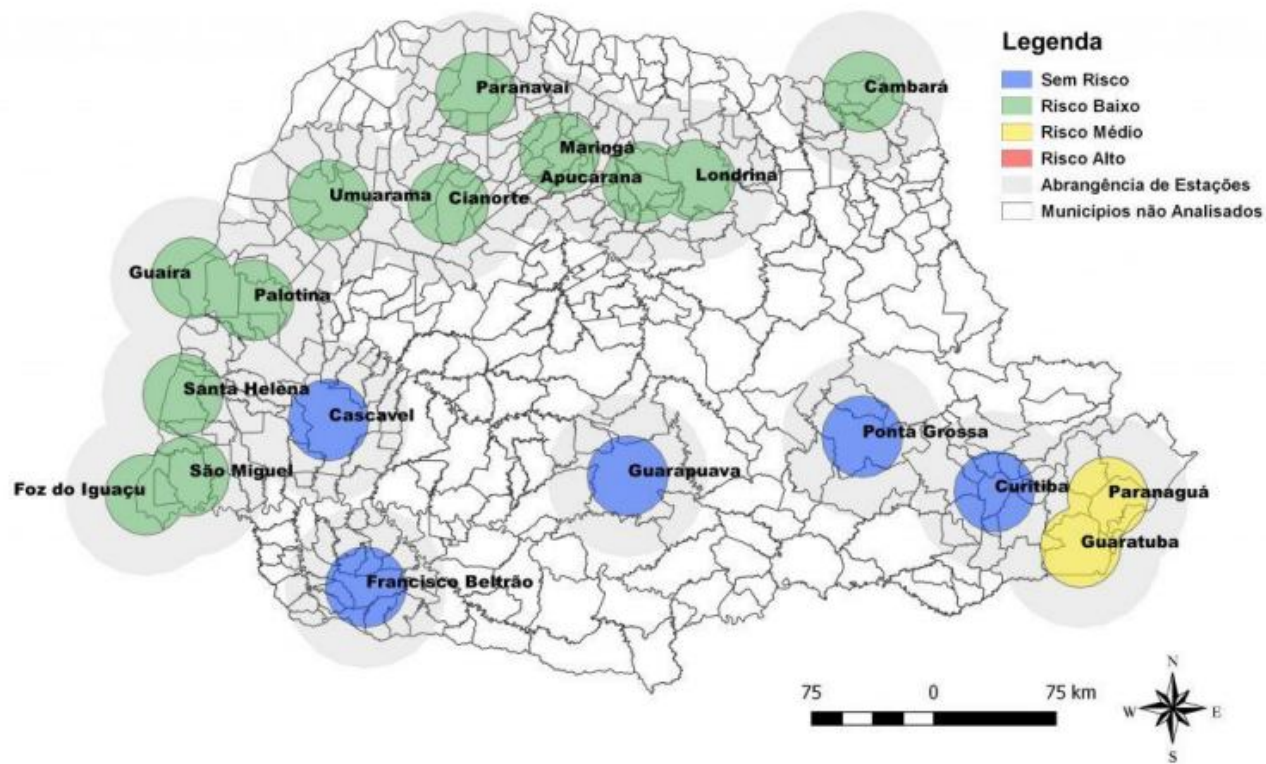 Legenda
Sem Risco
Risco Baixo
Risco Médio
Risco Alto
Abrangência de Estações
Municípios não Analisados
Paranavaí
Cambará
Maringá
Apucarana
Londrina
Umuarama
Cianorte
Guaíra
Palotina
Santa Helena
Cascavel
Ponta Grossa
São Miguel
Guarapuava
Foz do Iguaçu
Curitiba
Paranaguá
Guaratuba
Francisco Beltrão
75 0 75 km
N
W E
S